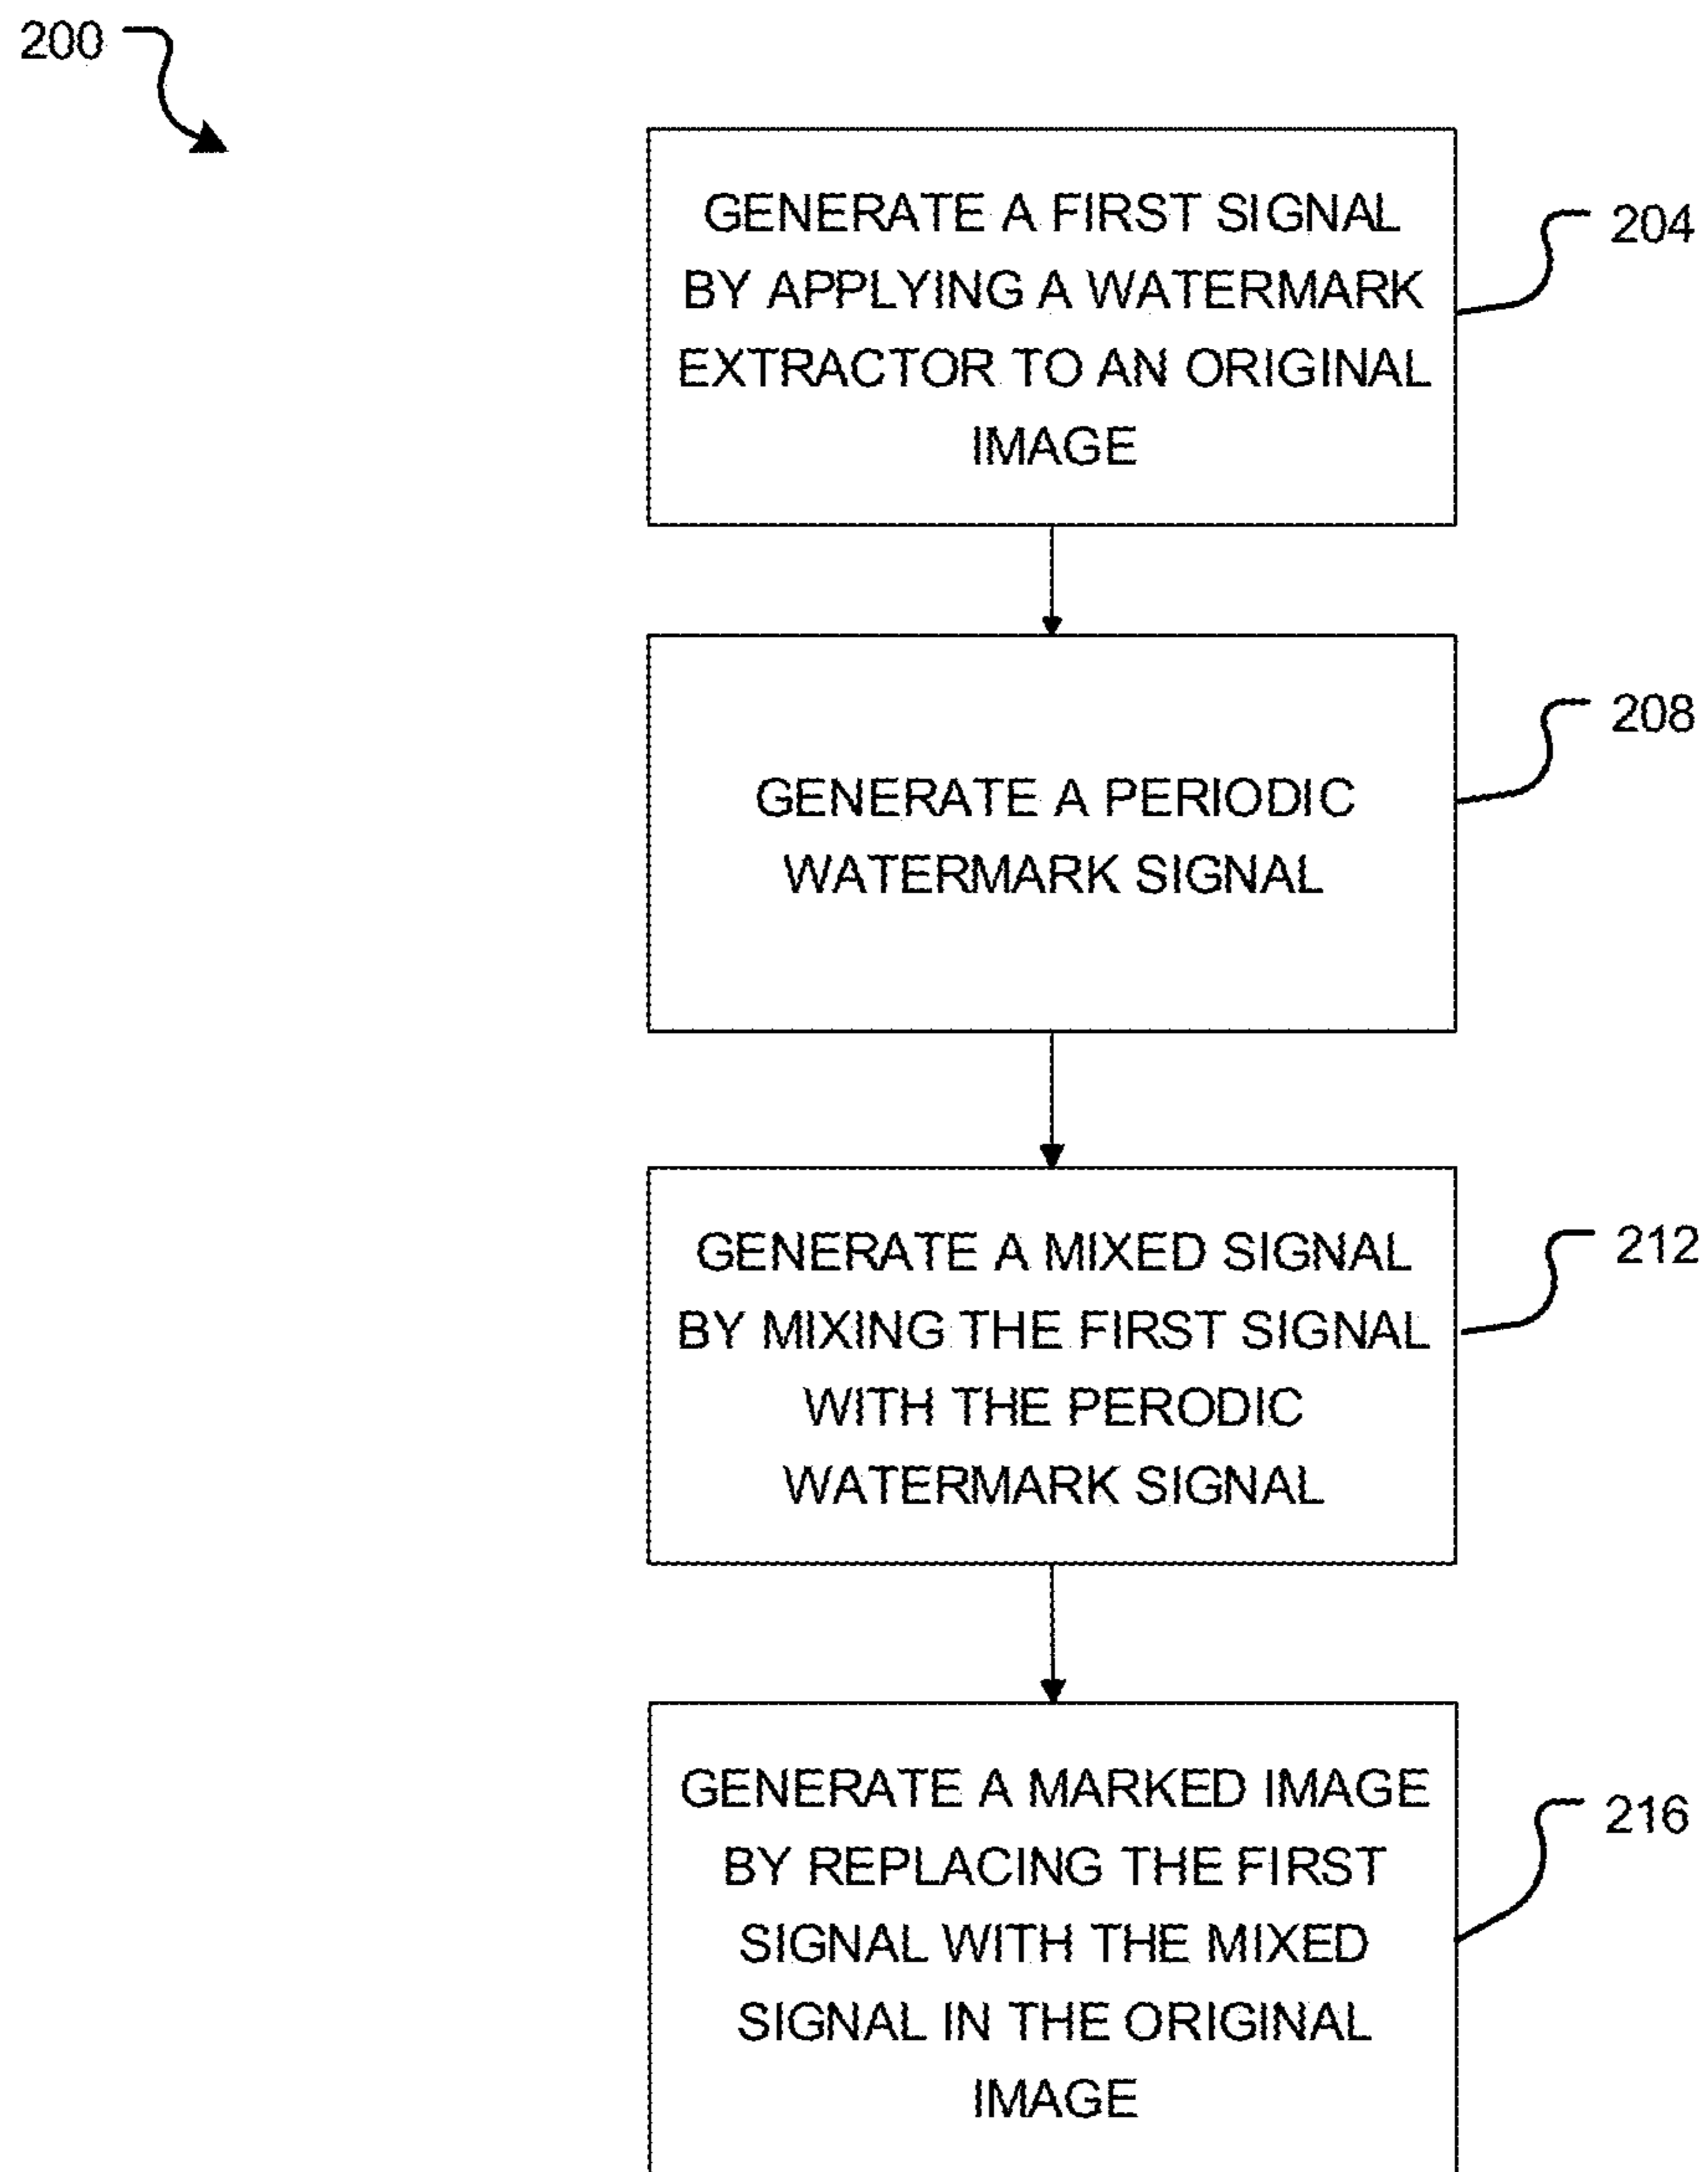 200
GENERATE A FIRST SIGNAL
BY APPLYING A WATERMARK
EXTRACTOR TO AN ORIGINAL
IMAGE
204
GENERATE A PERIODIC
WATERMARK SIGNAL
208
GENERATE A MIXED SIGNAL
BY MIXING THE FIRST SIGNAL
WITH THE PERODIC
WATERMARK SIGNAL
212
GENERATE A MARKED IMAGE
BY REPLACING THE FIRST
SIGNAL WITH THE MIXED
SIGNAL IN THE ORIGINAL
IMAGE
216